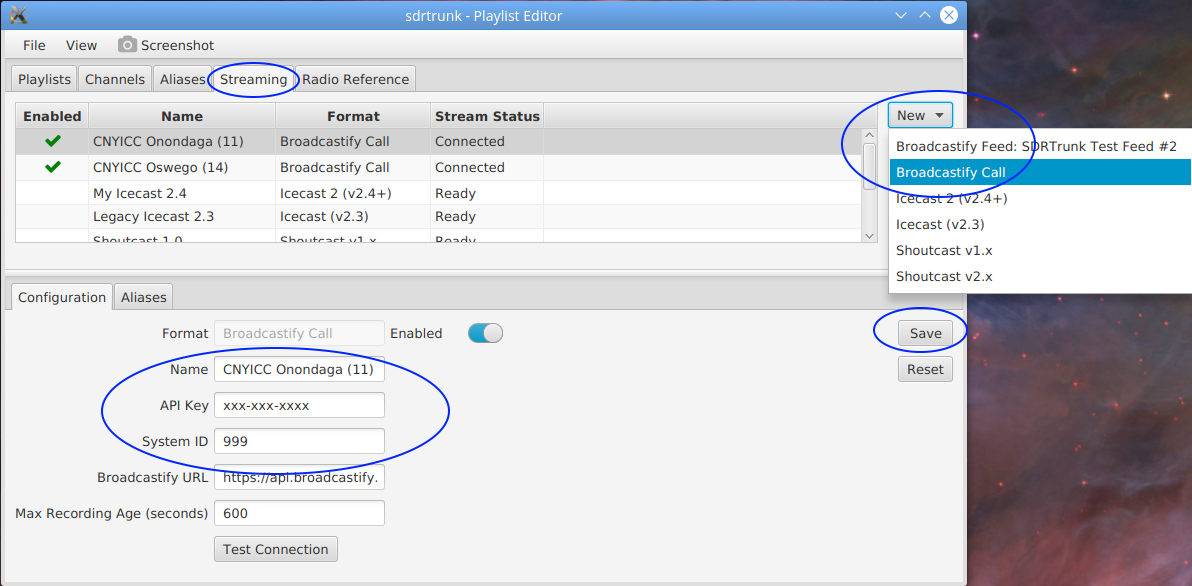 sdrtrunk - Playlist Editor
File View Screenshot
Playlists Channels Aliases Streaming Radio Reference
Enabled Name Format Stream Status
New
CNYICC Onondaga (11) Broadcastify Call Connected
CNYICC Oswego (14) Broadcastify Call Connected
My Icecast 2.4 Icecast 2 (v2.4+) Ready
Legacy Icecast 2.3 Icecast (v2.3) Ready
Shoutcast 1.0 Shoutcast v1.x Ready
Broadcastify Feed: SDRTrunk Test Feed #2
Broadcastify Call
Icecast 2 (v2.4+)
Icecast (v2.3)
Shoutcast v1.x
Shoutcast v2.x
Configuration Aliases
Format Broadcastify Call Enabled
Save
Name CNYICC Onondaga (11)
Reset
API Key xxx-xxx-xxxx
System ID 999
Broadcastify URL https://api.broadcastify.
Max Recording Age (seconds) 600
Test Connection